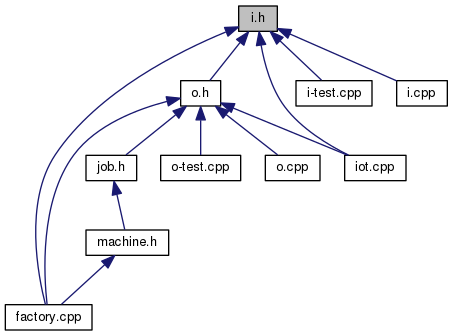 i.h
o.h
i-test.cpp
i.cpp
job.h
o-test.cpp
o.cpp
iot.cpp
machine.h
factory.cpp